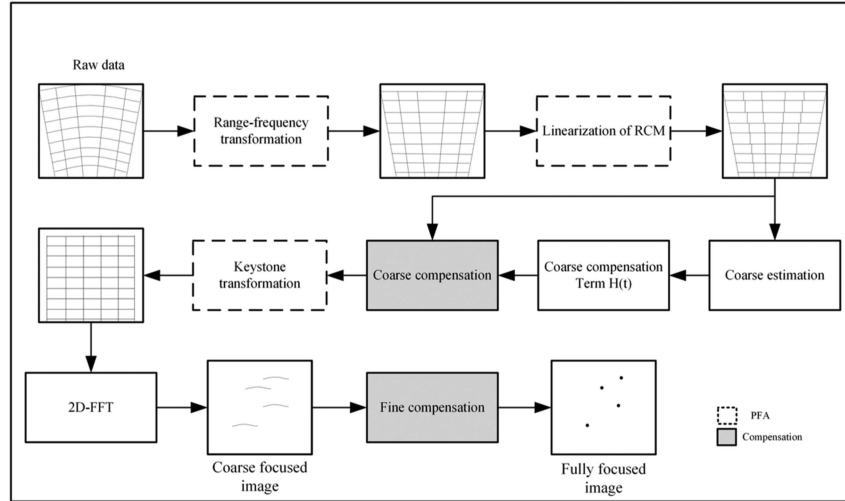 Raw data
Range-frequency
transformation
Linearization of RCM
Keystone
transformation
Coarse compensation
Coarse compensation
Term H(t)
Coarse estimation
2D-FFT
Fine compensation
PFA
Compensation
Coarse focused
image
Fully focused
image